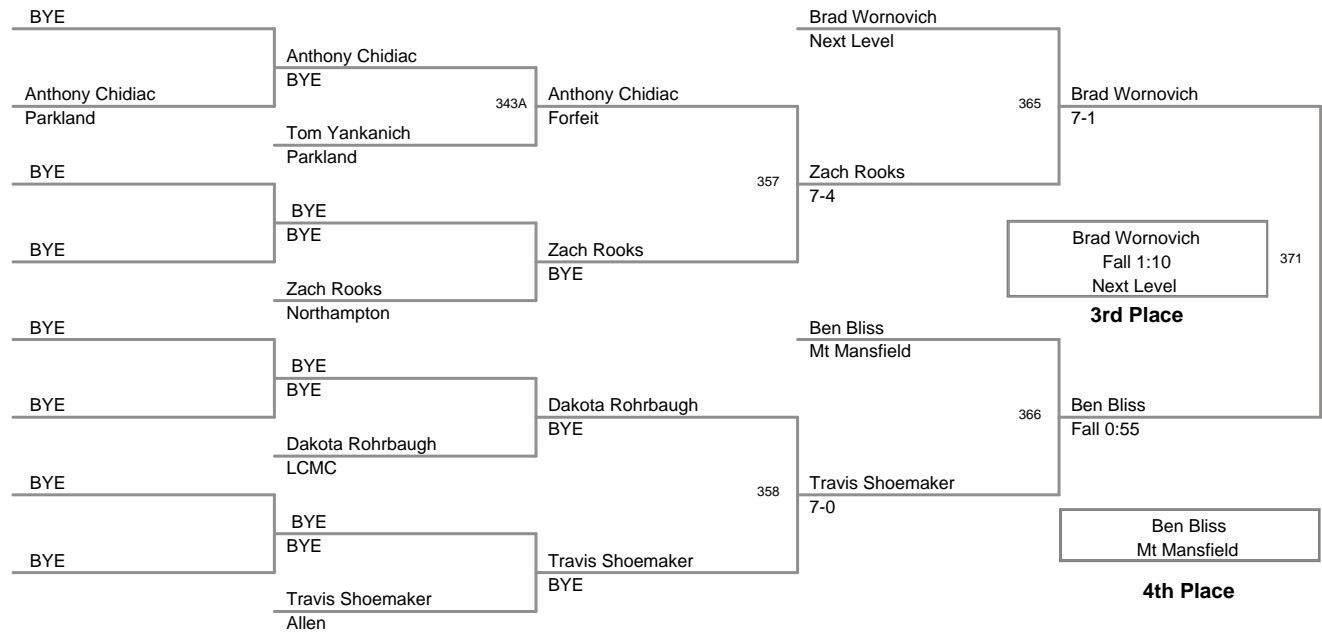 BYE
Anthony Chidiac
Parkland
BYE
BYE
BYE
BYE
BYE
BYE
Anthony Chidiac
BYE
Tom Yankanich
Parkland
BYE
BYE
Zach Rooks
Northampton
BYE
BYE
Dakota Rohrbaugh
LCMC
BYE
BYE
Travis Shoemaker
Allen
343A
Anthony Chidiac
Forfeit
Zach Rooks
BYE
Dakota Rohrbaugh
BYE
Travis Shoemaker
BYE
357
358
Brad Wornovich
Next Level
Zach Rooks
7-4
Ben Bliss
Mt Mansfield
Travis Shoemaker
7-0
365
366
Brad Wornovich
7-1
Ben Bliss
Fall 0:55
371
Brad Wornovich
Fall 1:10
Next Level
3rd Place
Ben Bliss
Mt Mansfield
4th Place